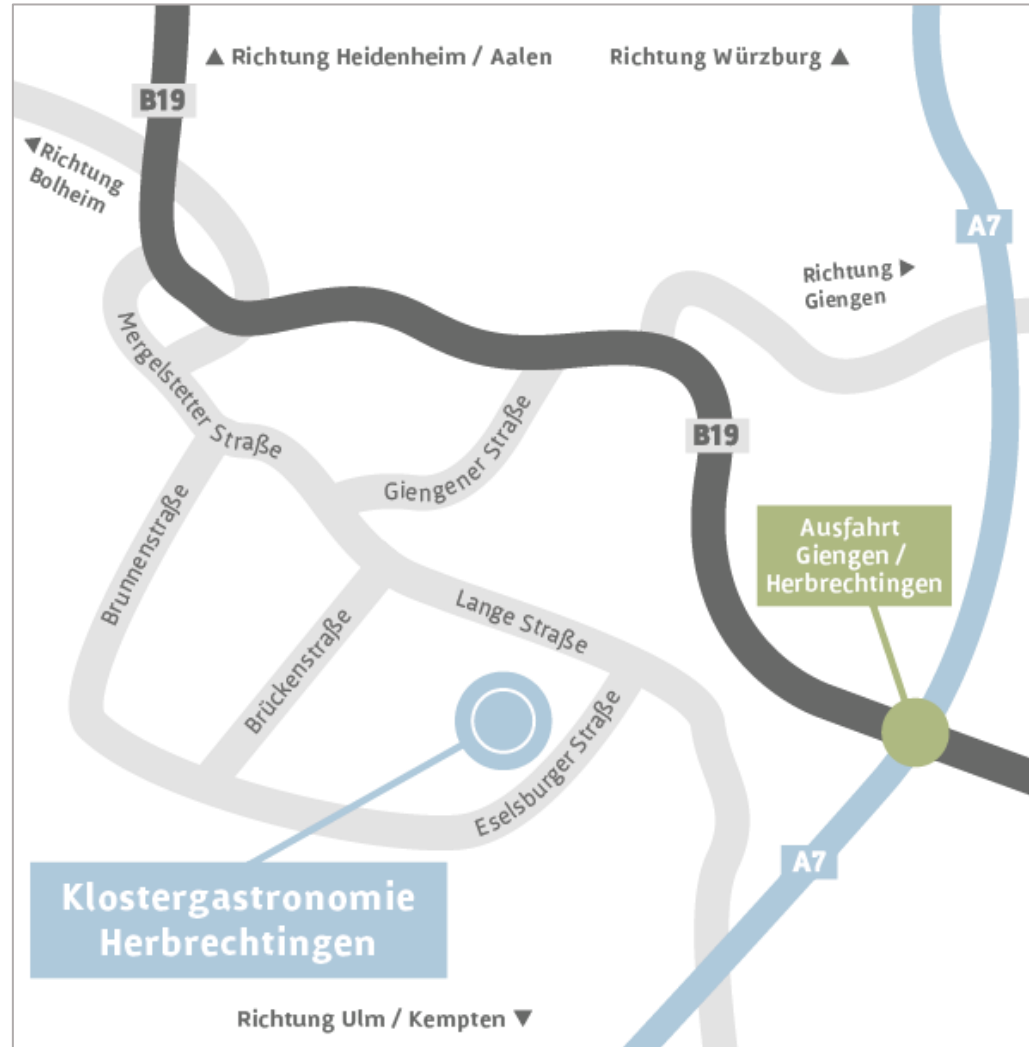 ▲ Richtung Heidenheim / Aalen
Richtung Würzburg ▲
B19
◀Richtung
Bolheim
A7
Richtung ▶
Giengen
Mergelstetter Straße
B19
Giengener Straße
Brunnenstraße
Ausfahrt
Giengen /
Herbrechtingen
Lange Straße
Brückenstraße
Eselsburger Straße
A7
Klostergastronomie
Herbrechtingen
Richtung Ulm / Kempten ▼